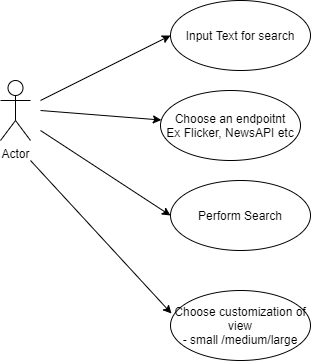 Input Text for search
Choose an endpoitnt
Ex Flicker, NewsAPI etc
Actor
Perform Search
Choose customization of
view
- small /medium/large